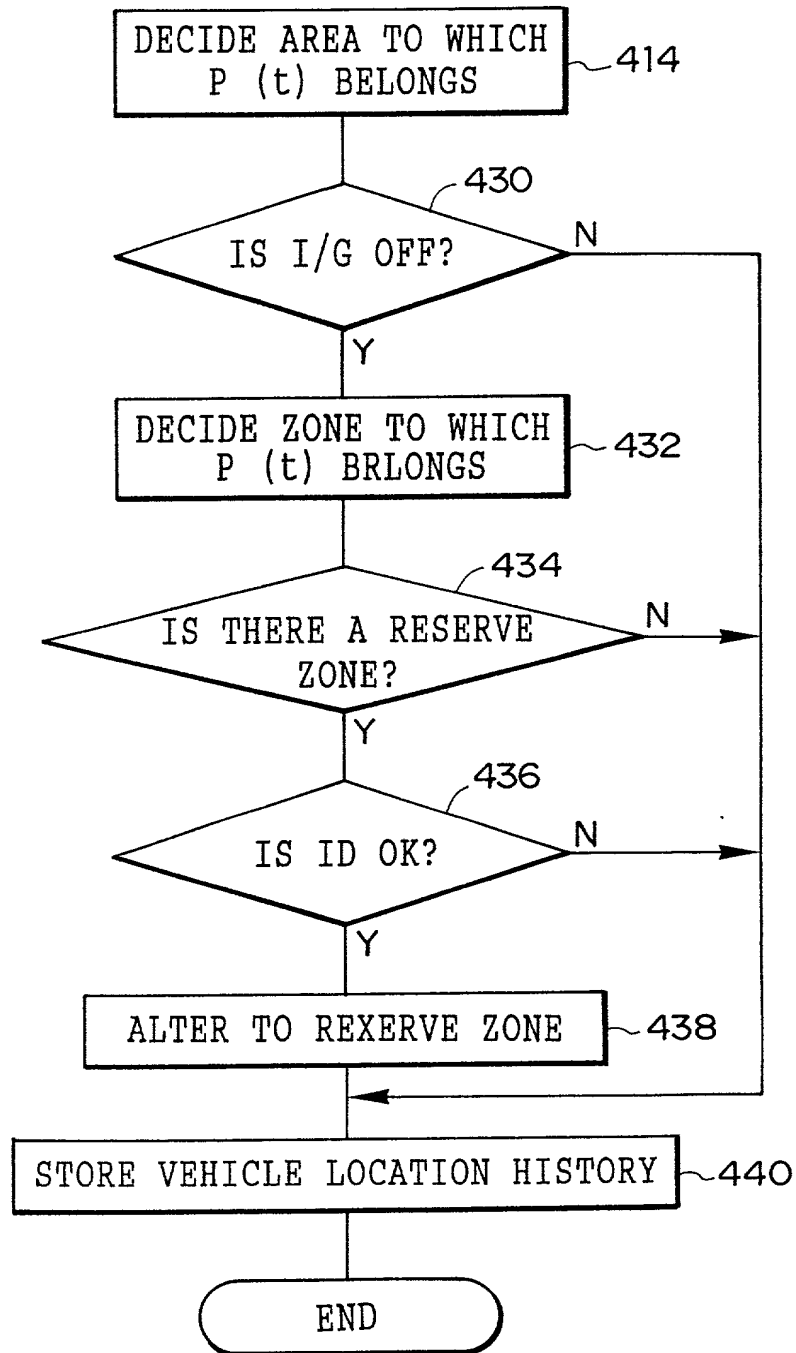 DECIDE AREA TO WHICH
P (t) BELONGS
414
430
IS I/G OFF?
N
Y
DECIDE ZONE TO WHICH
P (t) BRLONGS
432
434
IS THERE A RESERVE
ZONE?
N
Y
436
IS ID OK?
N
Y
ALTER TO REXERVE ZONE
438
STORE VEHICLE LOCATION HISTORY
440
END